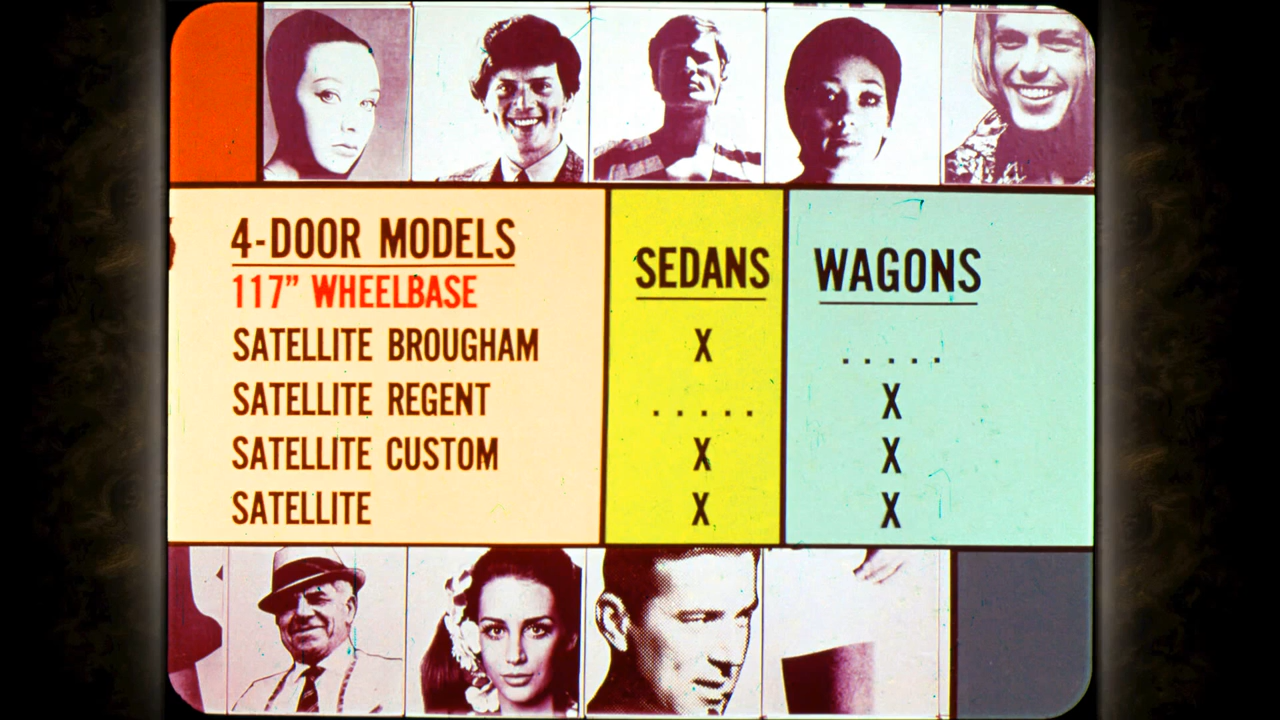 4-DOOR MODELS
117" WHEELBASE
SEDANS
WAGONS
SATELLITE BROUGHAM X .....
SATELLITE REGENT ..... X
SATELLITE CUSTOM X X
SATELLITE X X